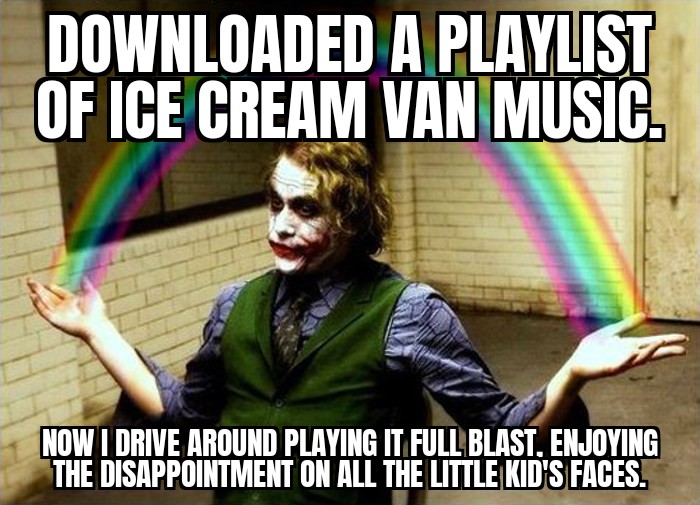 DOWNLOADED A PLAYLIST
OF ICE CREAM VAN MUSIC.
NOW I DRIVE AROUND PLAYING IT FULL BLAST. ENJOYING
THE DISAPPOINTMENT ON ALL THE LITTLE KID'S FACES.